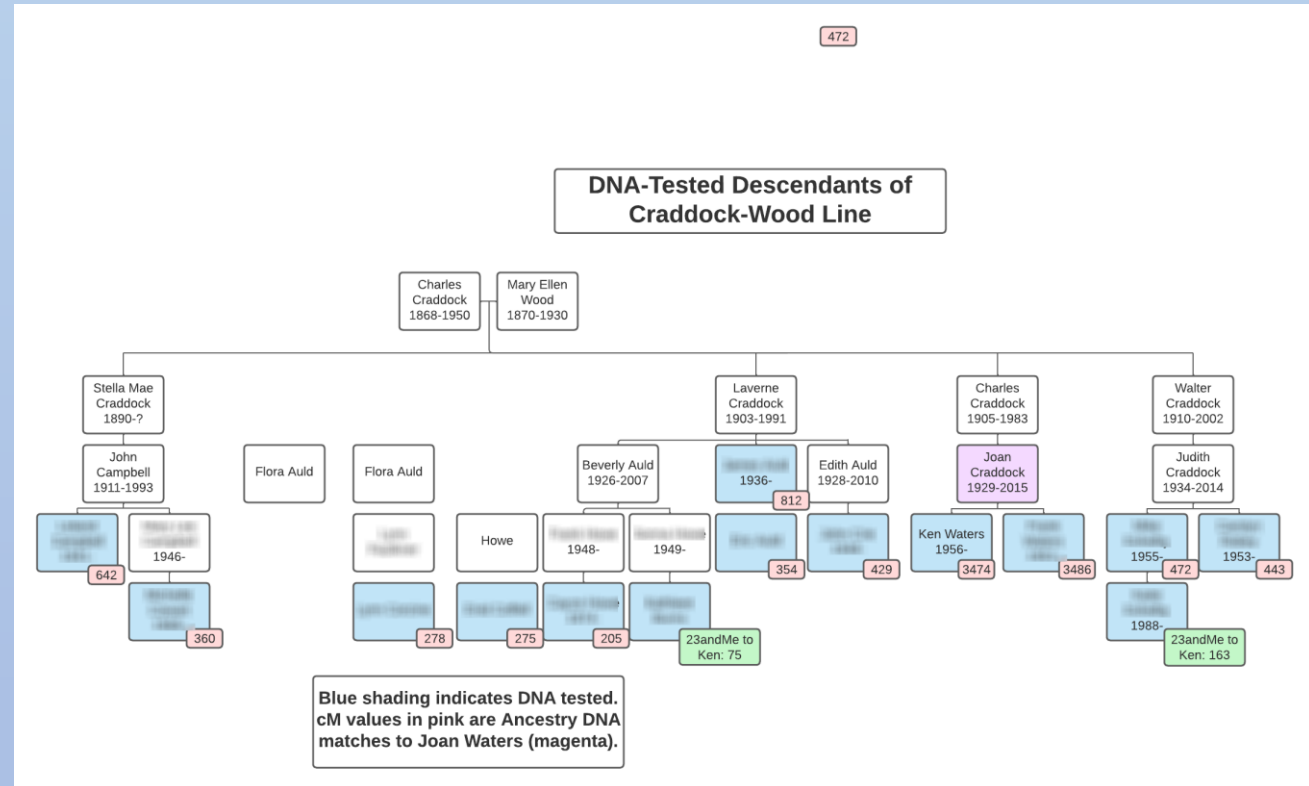 472
DNA-Tested Descendants of
Craddock-Wood Line
Charles
Craddock
1868-1950
Mary Ellen
Wood
1870-1930
Stella Mae
Craddock
1890-?
Laverne
Craddock
1903-1991
Charles
Craddock
1905-1983
Walter
Craddock
1910-2002
John
Campbell
1911-1993
Flora Auld
Flora Auld
Beverly Auld
1926-2007
1936-
812
Edith Auld
1928-2010
Joan
Craddock
1929-2015
Judith
Craddock
1934-2014
642
1946-
Howe
1948-
1949-
354
429
Ken Waters
1956-
3474
3486
1955-
472
1953-
443
360
278
275
205
23andMe to
Ken: 75
1988-
23andMe to
Ken: 163
Blue shading indicates DNA tested.
cM values in pink are Ancestry DNA
matches to Joan Waters (magenta).